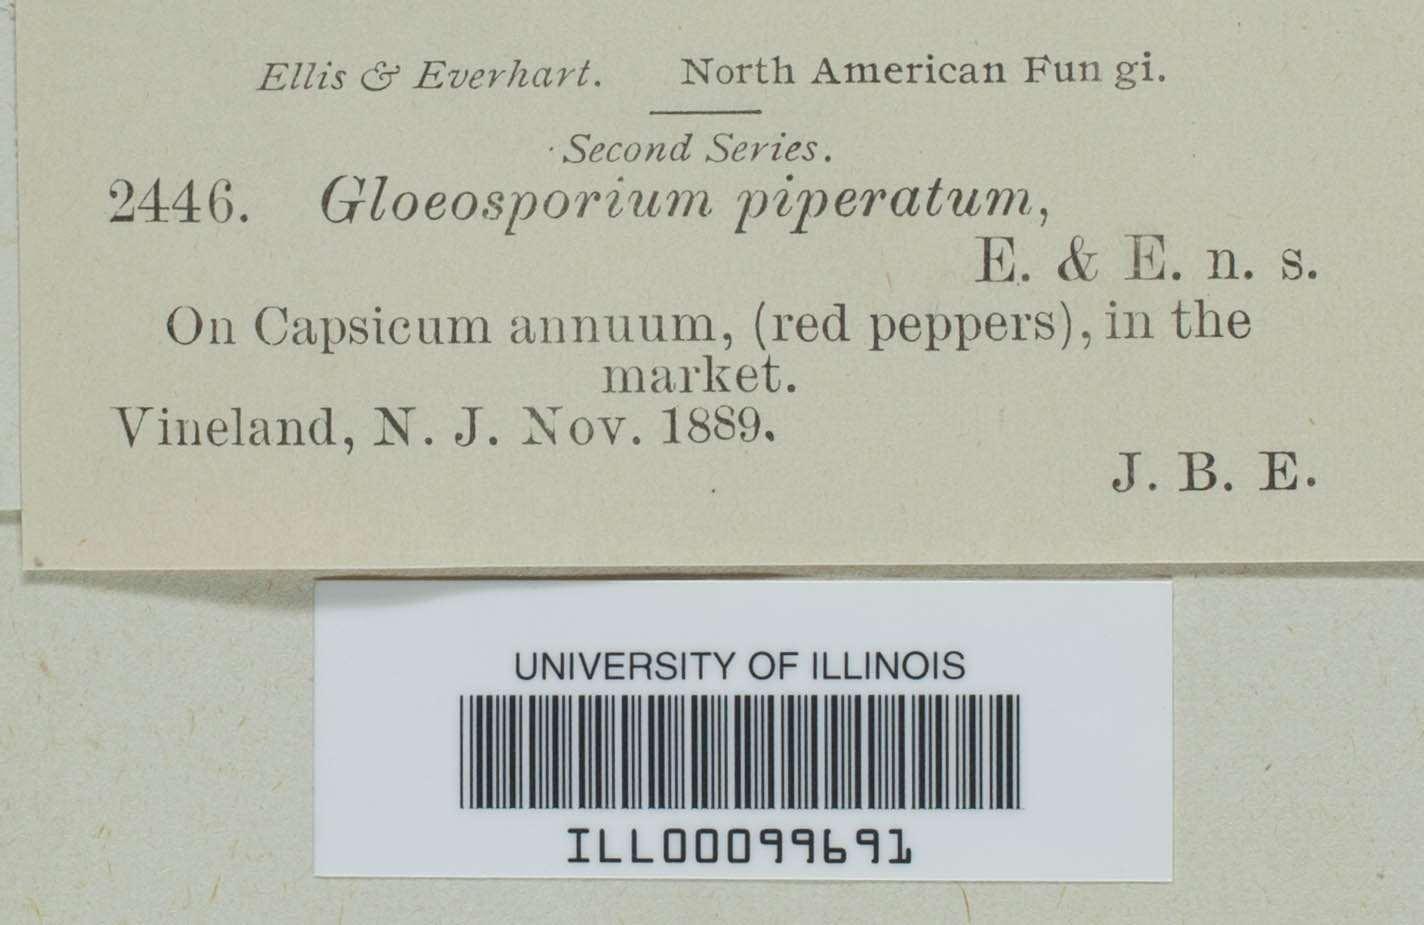 Ellis & Everhart. North American Fun gi.
Second Series.
2446. Gloeosporium piperatum,
E. & E. n. s.
On Capsicum annuum, (red peppers), in the
market.
Vineland, N. J. Nov. 1889.
J. B. E.
UNIVERSITY OF ILLINOIS
ILL00099691